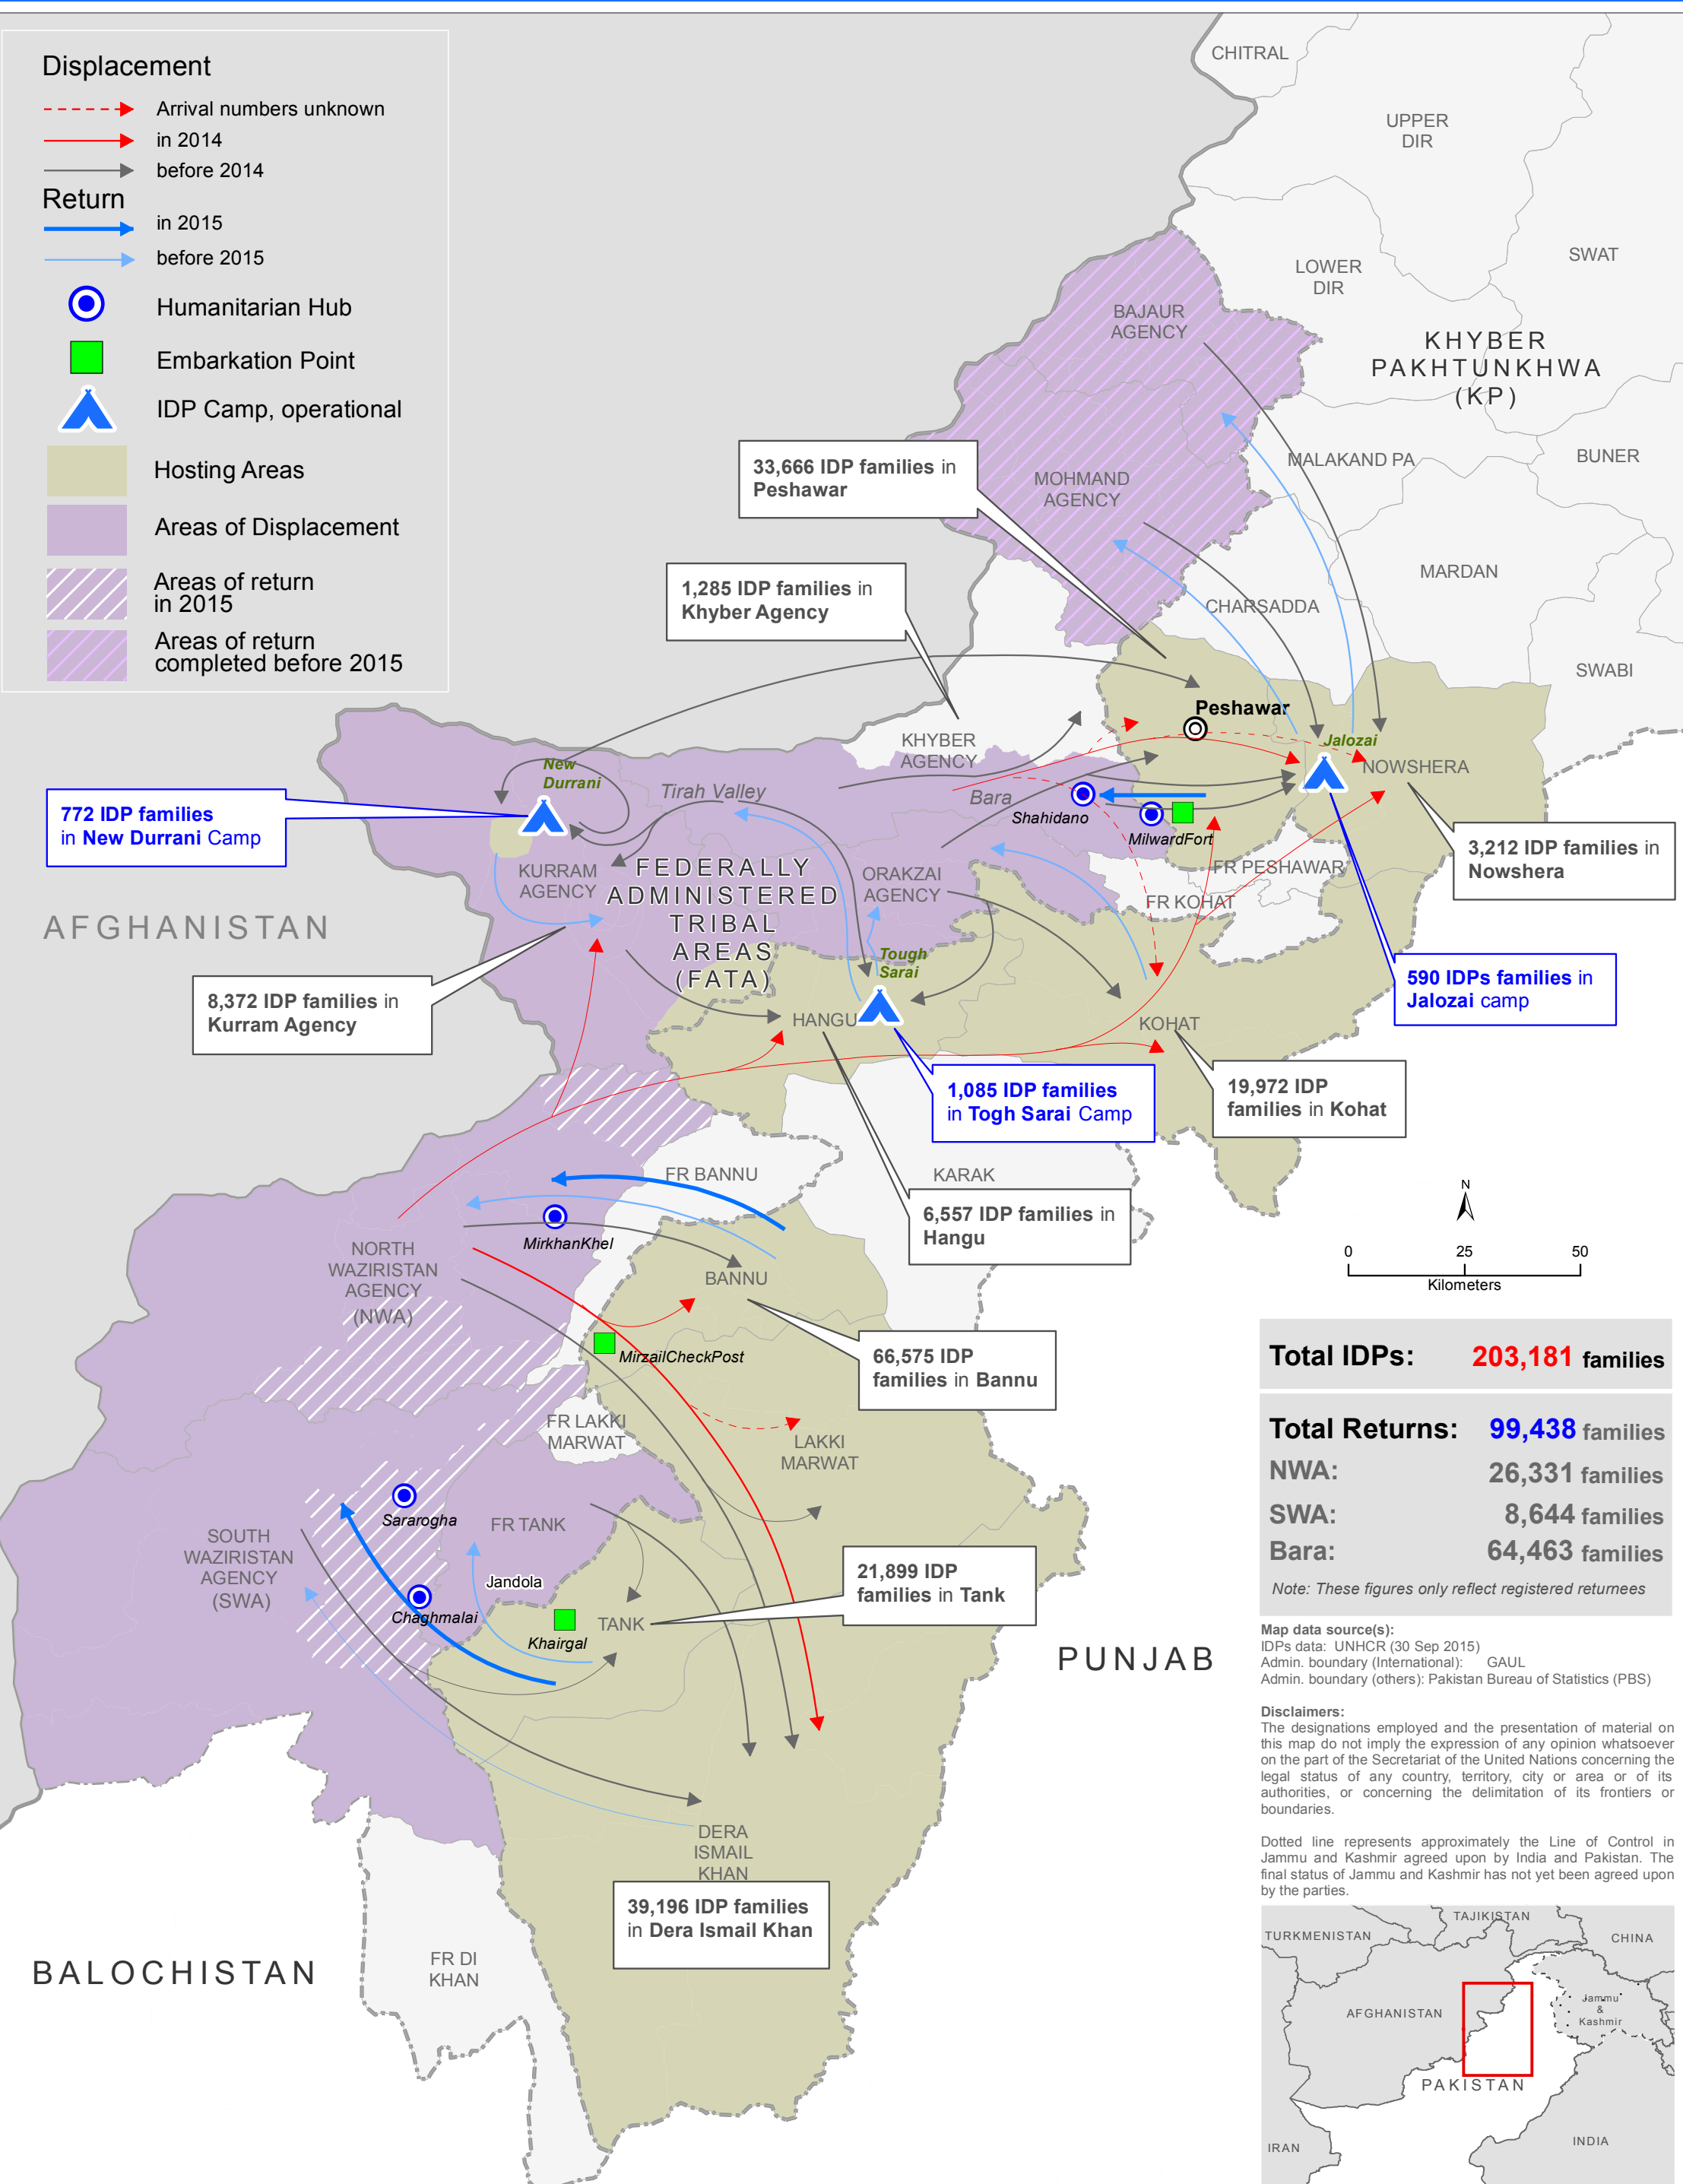 Displacement
Arrival numbers unknown
in 2014
before 2014
Return
in 2015
before 2015
Humanitarian Hub
Embarkation Point
IDP Camp, operational
Hosting Areas
Areas of Displacement
Areas of return
in 2015
Areas of return
completed before 2015
CHITRAL
UPPER
DIR
SWAT
LOWER
DIR
BAJAUR
AGENCY
KHYBER
PAKHTUNKHWA
(KP)
MALAKAND PA
BUNER
33,666 IDP families in
Peshawar
MOHMAND
AGENCY
MARDAN
1,285 IDP families in
Khyber Agency
CHARSADDA
SWABI
Peshawar
KHYBER
AGENCY
Jalozai
NOWSHERA
New
Durrani
Tirah Valley
Bara
Shahidano
MilwardFort
772 IDP families
in New Durrani Camp
3,212 IDP families in
Nowshera
FR PESHAWAR
KURRAM
AGENCY
FEDERALLY
ADMINISTERED
TRIBAL
AREAS
(FATA)
ORAKZAI
AGENCY
FR KOHAT
AFGHANISTAN
Tough
Sarai
590 IDPs families in
Jalozai camp
8,372 IDP families in
Kurram Agency
HANGU
KOHAT
1,085 IDP families
in Togh Sarai Camp
19,972 IDP
families in Kohat
FR BANNU
KARAK
6,557 IDP families in
Hangu
N
0 25 50
Kilometers
MirkhanKhel
NORTH
WAZIRISTAN
AGENCY
(NWA)
BANNU
MirzailCheckPost
66,575 IDP
families in Bannu
FR LAKKI
MARWAT
LAKKI
MARWAT
Total IDPs: 203,181 families
Total Returns: 99,438 families
NWA: 26,331 families
SWA: 8,644 families
Bara: 64,463 families
Note: These figures only reflect registered returnees
Sararogha
FR TANK
SOUTH
WAZIRISTAN
AGENCY
(SWA)
Jandola
Chaghmalai
Khairgal
TANK
21,899 IDP
families in Tank
PUNJAB
Map data source(s):
IDPs data: UNHCR (30 Sep 2015)
Admin. boundary (International): GAUL
Admin. boundary (others): Pakistan Bureau of Statistics (PBS)
Disclaimers:
The designations employed and the presentation of material on
this map do not imply the expression of any opinion whatsoever
on the part of the Secretariat of the United Nations concerning the
legal status of any country, territory, city or area or of its
authorities, or concerning the delimitation of its frontiers or
boundaries.
Dotted line represents approximately the Line of Control in
Jammu and Kashmir agreed upon by India and Pakistan. The
final status of Jammu and Kashmir has not yet been agreed upon
by the parties.
DERA
ISMAIL
KHAN
39,196 IDP families
in Dera Ismail Khan
BALOCHISTAN
FR DI
KHAN
TURKMENISTAN
TAJIKISTAN
CHINA
AFGHANISTAN
Jammu
&
Kashmir
PAKISTAN
IRAN
INDIA